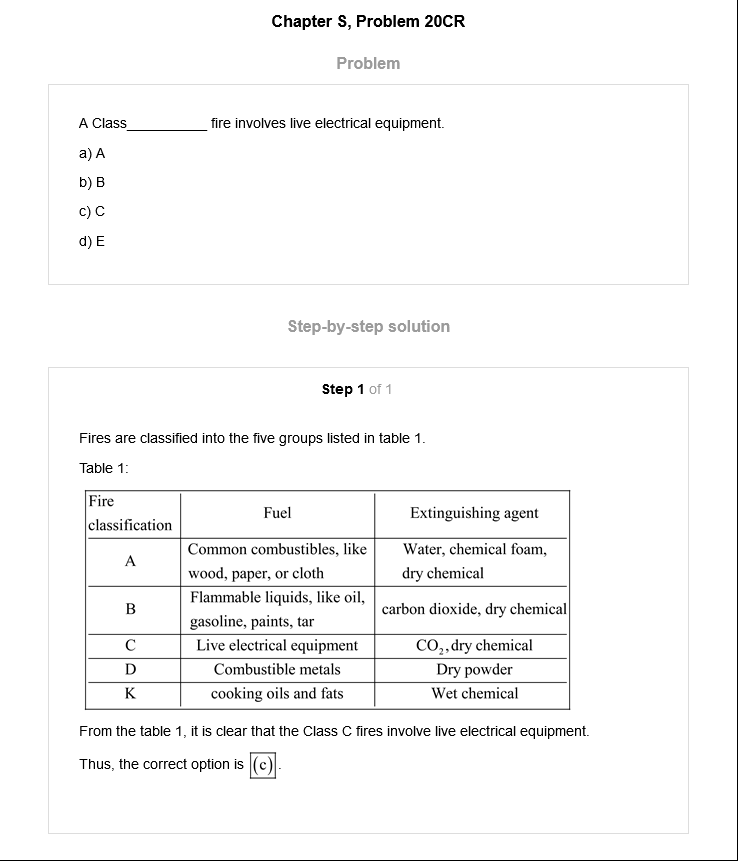 Chapter S, Problem 20CR
Problem
A Class__________ fire involves live electrical equipment.
a) A
b) B
c) C
d) E
Step-by-step solution
Step 1 of 1
Fires are classified into the five groups listed in table 1.
Table 1:
Fire classification Fuel Extinguishing agent
A Common combustibles, like wood, paper, or cloth Water, chemical foam, dry chemical
B Flammable liquids, like oil, gasoline, paints, tar carbon dioxide, dry chemical
C Live electrical equipment CO₂, dry chemical
D Combustible metals Dry powder
K cooking oils and fats Wet chemical
From the table 1, it is clear that the Class C fires involve live electrical equipment.
Thus, the correct option is (c).